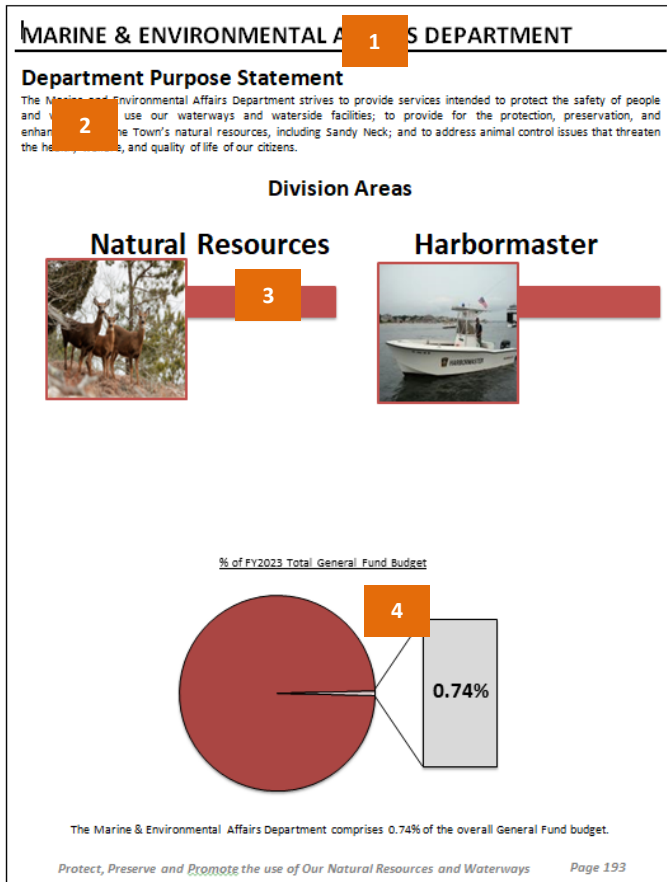 MARINE & ENVIRONMENTAL A 1 S DEPARTMENT
Department Purpose Statement
The Environmental Affairs Department strives to provide services intended to protect the safety of people
and 2 use our waterways and waterside facilities; to provide for the protection, preservation, and
Town's natural resources, including Sandy Neck; and to address animal control issues that threaten
the and quality of life of our citizens.
Division Areas
Natural Resources Harbormaster
3
HARBORMASTER
% of FY2023 Total General Fund Budget
4
0.74%
The Marine & Environmental Affairs Department comprises 0.74% of the overall General Fund budget.
Protect, Preserve and Promote the use of Our Natural Resources and Waterways Page 193